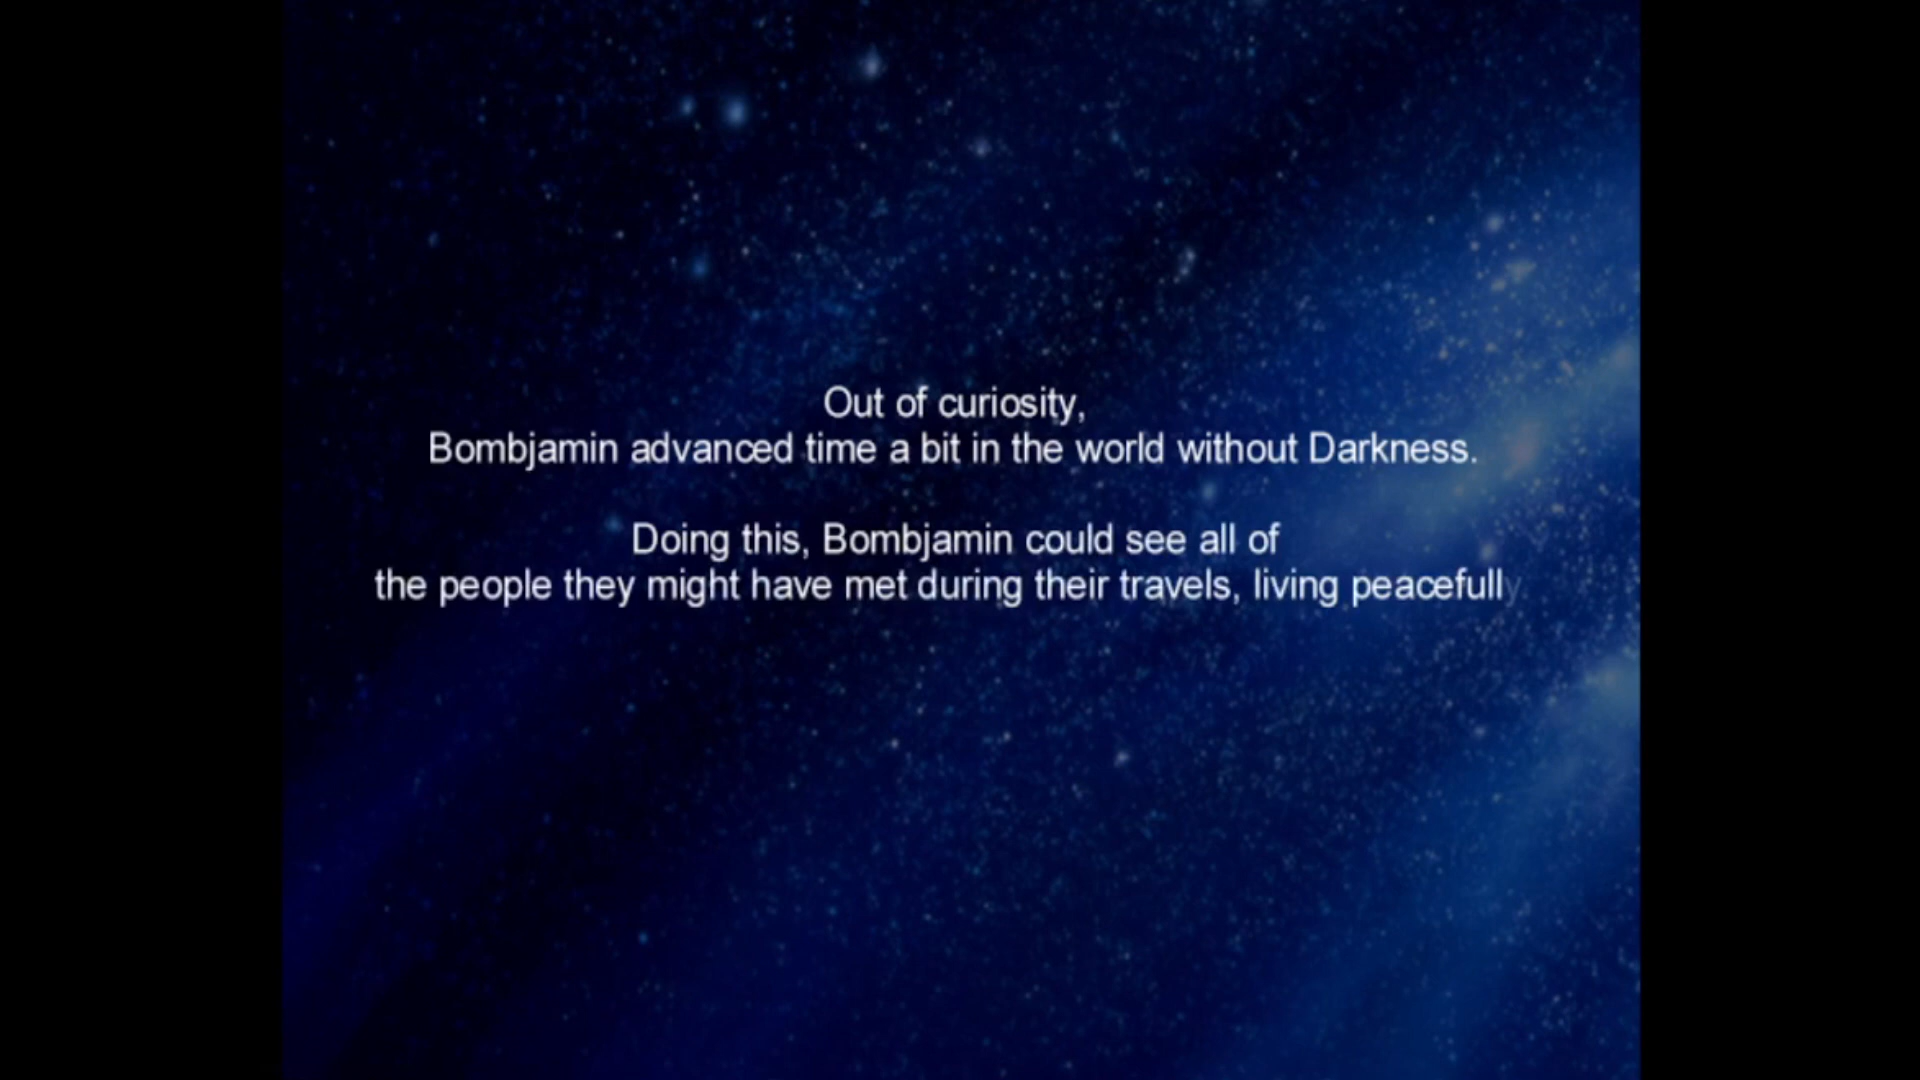 Out of curiosity,
Bombjamin advanced time a bit in the world without Darkness.
Doing this, Bombjamin could see all of
the people they might have met during their travels, living peacefully